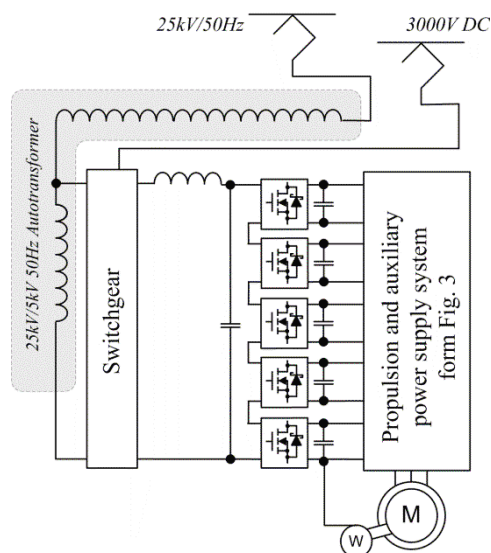 25kV/50Hz
3000V DC
25kV/5kV 50Hz Autotransformer
Switchgear
Propulsion and auxiliary
power supply system
form Fig. 3
M
W